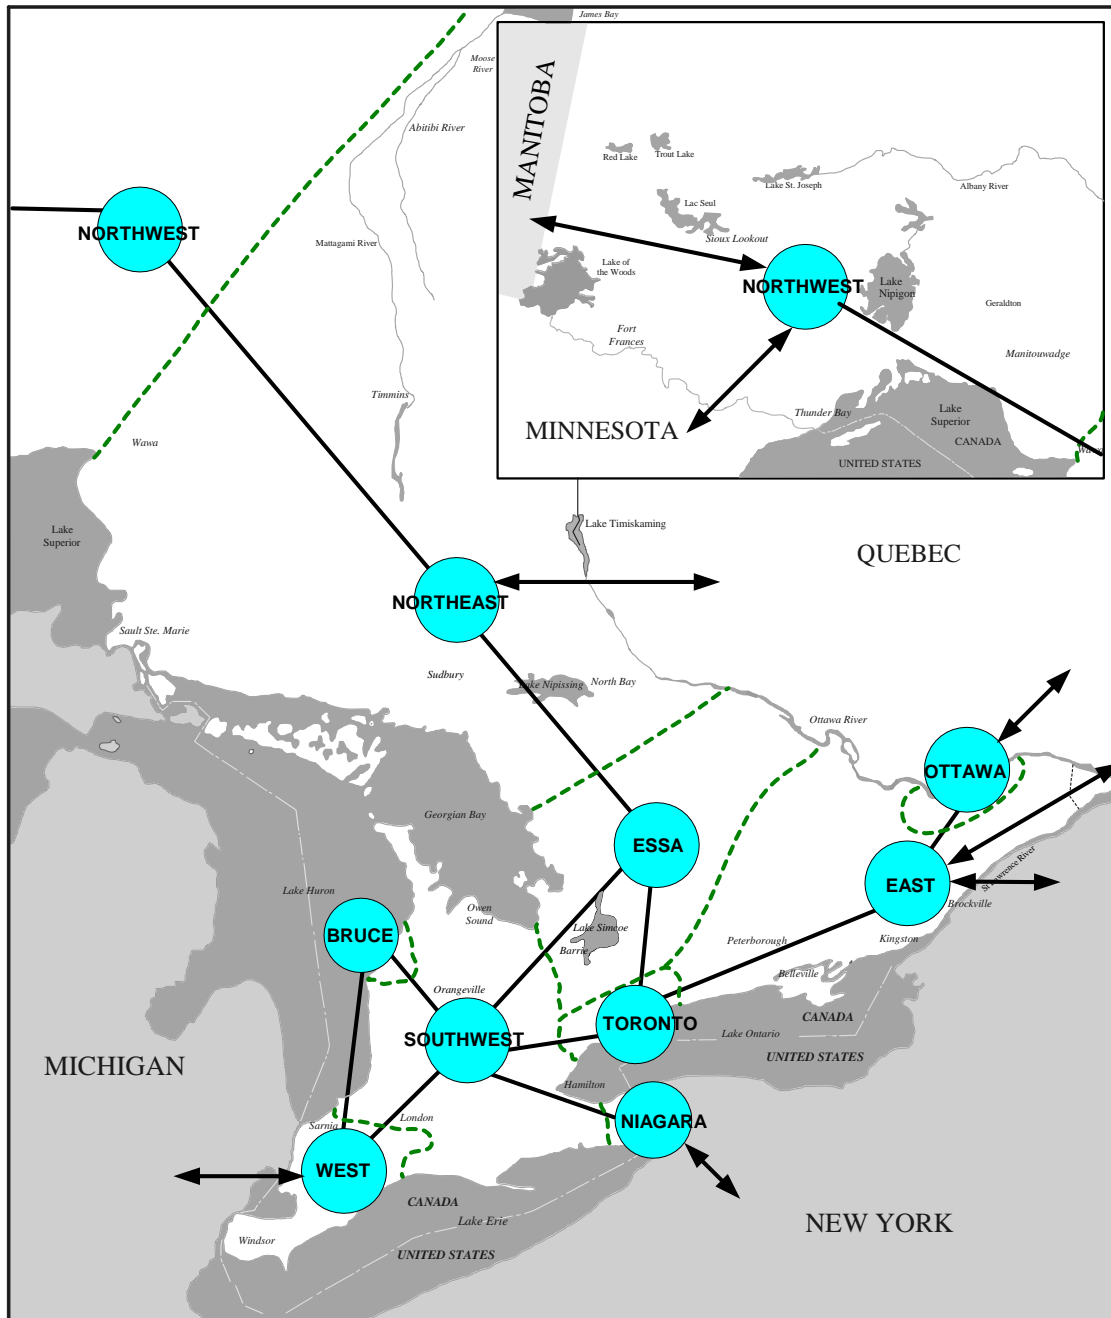 James Bay
Moose
River
Abitibi River
MANITOBA
Red Lake
Trout Lake
Lake St. Joseph
Albany River
Lac Seul
Sioux Lookout
NORTHWEST
Mattagami River
Lake of
the Woods
NORTHWEST
Lake
Nipigon
Geraldton
Fort
Frances
Manitouwadge
Timmins
Thunder Bay
Lake
Superior
MINNESOTA
CANADA
UNITED STATES
Wawa
Lake
Superior
Lake Timiskaming
QUEBEC
NORTHEAST
Sault Ste. Marie
Sudbury
Lake Nipissing
North Bay
Ottawa River
OTTAWA
Georgian Bay
ESSA
St Lawrence River
EAST
Lake Huron
Brockville
Owen
Sound
Lake Simcoe
BRUCE
Barrie
Peterborough
Kingston
Belleville
Orangeville
CANADA
TORONTO
Lake Ontario
SOUTHWEST
UNITED STATES
MICHIGAN
Hamilton
London
Sarnia
NIAGARA
WEST
CANADA
Lake Erie
NEW YORK
Windsor
UNITED STATES